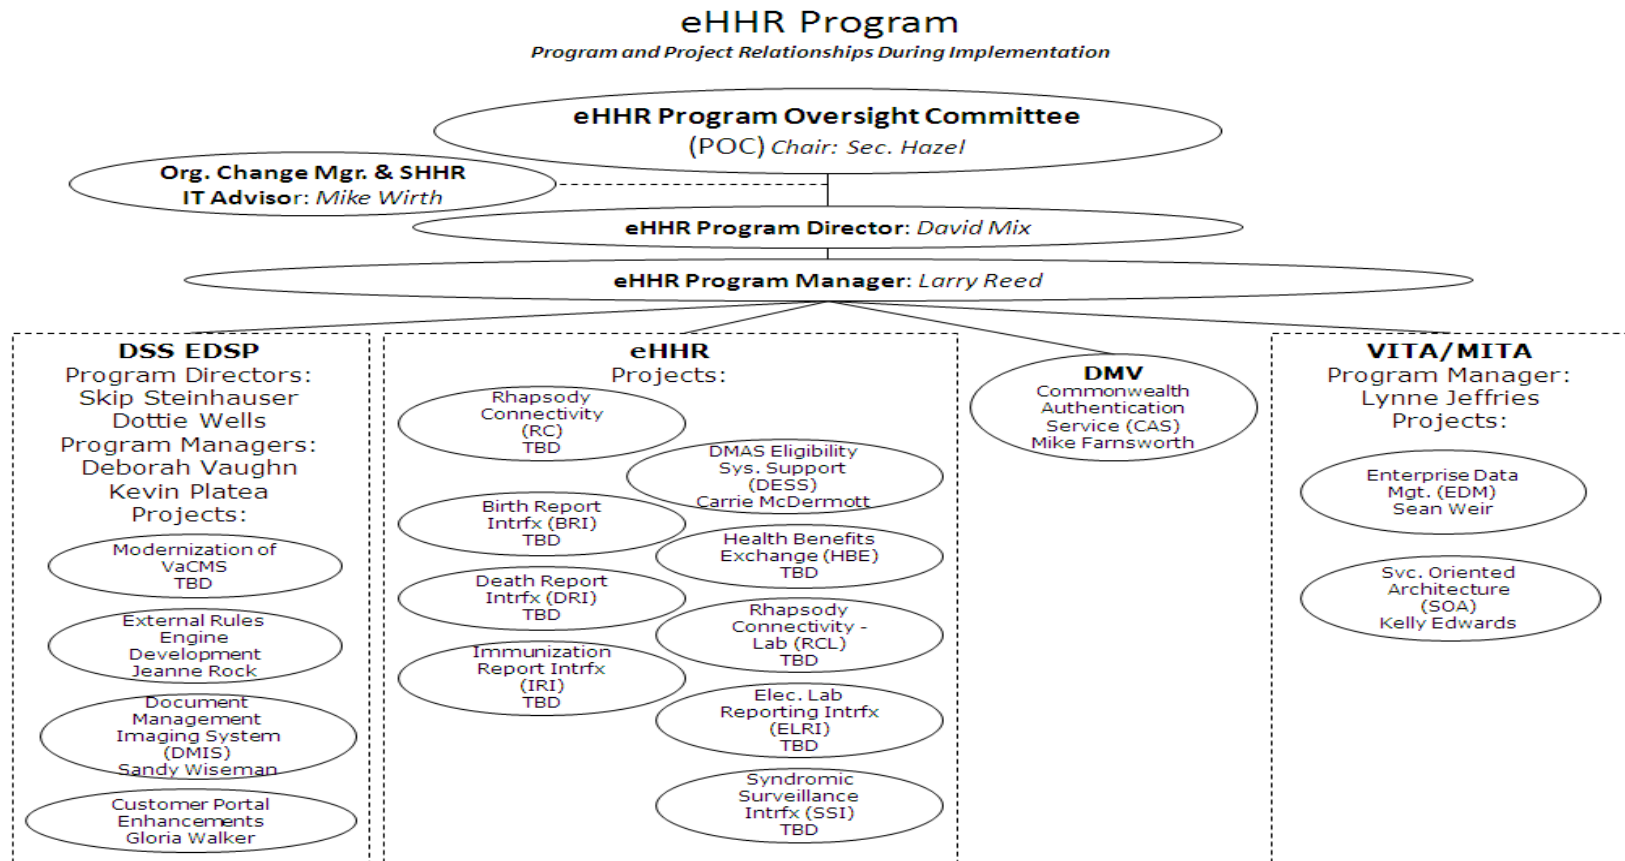 eHHR Program
Program and Project Relationships During Implementation
eHHR Program Oversight Committee
(POC) Chair: Sec. Hazel
Org. Change Mgr. & SHHR
IT Advisor: Mike Wirth
eHHR Program Director: David Mix
eHHR Program Manager: Larry Reed
DSS EDSP
Program Directors:
Skip Steinhauser
Dottie Wells
Program Managers:
Deborah Vaughn
Kevin Platea
Projects:
Modernization of
VaCMS
TBD
External Rules
Engine
Development
Jeanne Rock
Document
Management
Imaging System
(DMIS)
Sandy Wiseman
Customer Portal
Enhancements
Gloria Walker
eHHR
Projects:
Rhapsody
Connectivity
(RC)
TBD
Birth Report
Intrfx (BRI)
TBD
Death Report
Intrfx (DRI)
TBD
Immunization
Report Intrfx
(IRI)
TBD
DMAS Eligibility
Sys. Support
(DESS)
Carrie McDermott
Health Benefits
Exchange (HBE)
TBD
Rhapsody
Connectivity -
Lab (RCL)
TBD
Elec. Lab
Reporting Intrfx
(ELRI)
TBD
Syndromic
Surveillance
Intrfx (SSI)
TBD
DMV
Commonwealth
Authentication
Service (CAS)
Mike Farnsworth
VITA/MITA
Program Manager:
Lynne Jeffries
Projects:
Enterprise Data
Mgt. (EDM)
Sean Weir
Svc. Oriented
Architecture
(SOA)
Kelly Edwards